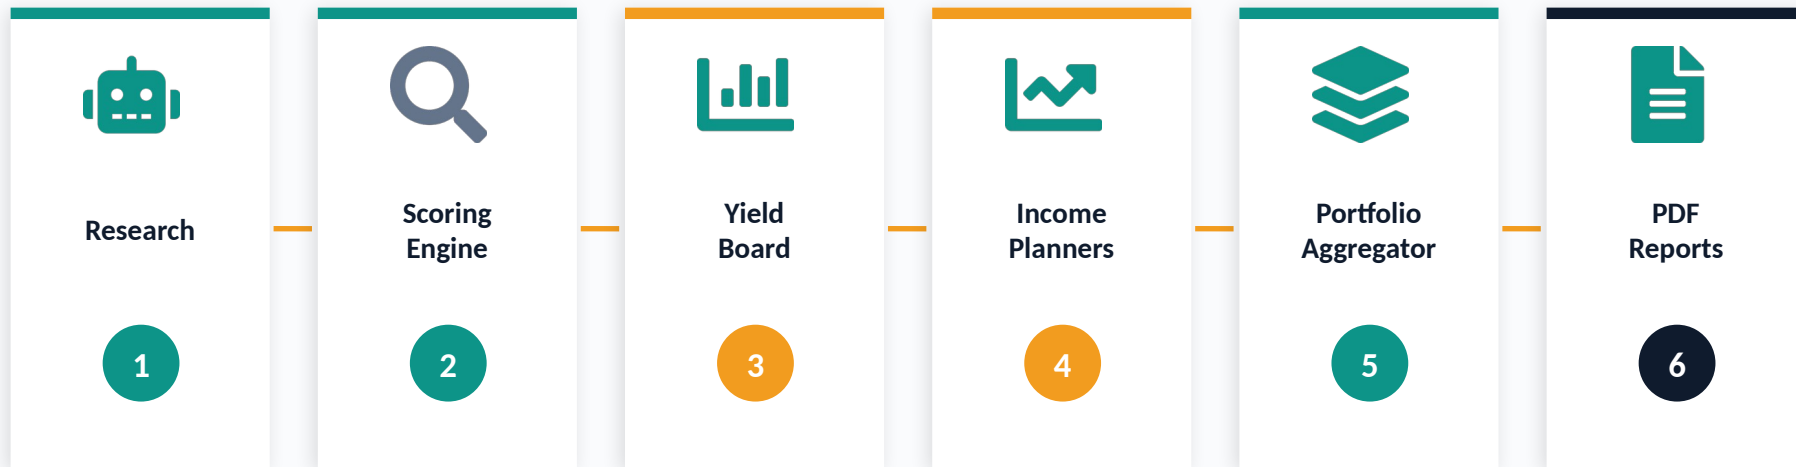 Research
1
Scoring
Engine
2
Yield
Board
3
Income
Planners
4
Portfolio
Aggregator
5
PDF
Reports
6